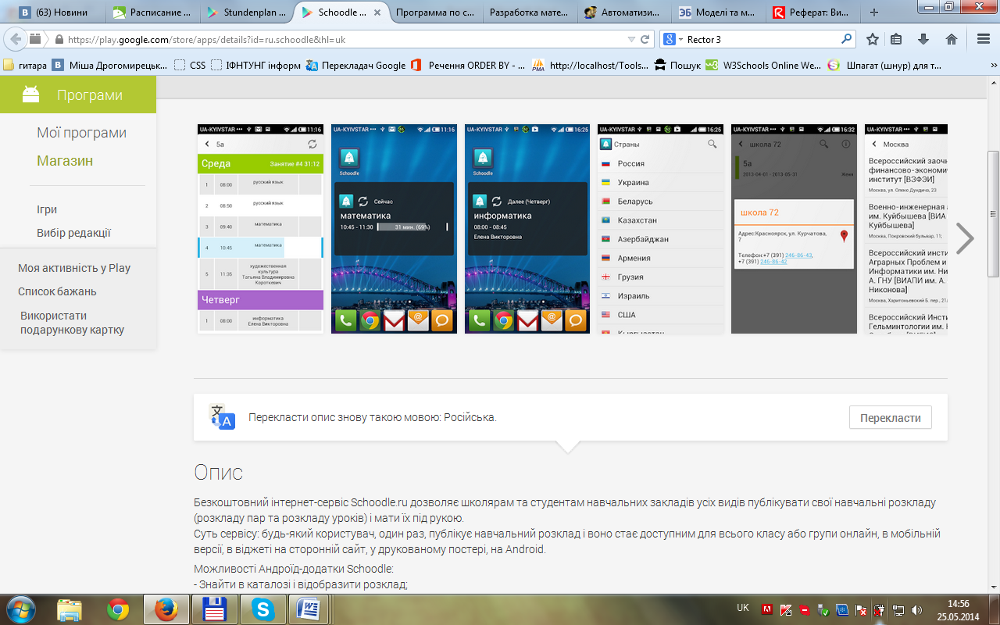 (63) Новини
Расписание ...
Stundenplan ...
Schoodle ...
Программа по с...
Разработка мате...
Автоматизи...
Моделі та м...
Реферат: Ви...
https://play.google.com/store/apps/details?id=ru.schoodle&hl=uk
Rector 3
гитара
Міша Дрогомирецьк...
CSS
ІФНТУНГ інформ
Перекладач Google
Речення ORDER BY - ...
http://localhost/Tools...
Пошук
W3Schools Online We...
Шпагат (шнур) для т...
Програми
Мої програми
Магазин
Ігри
Вибір редакції
Моя активність у Play
Список бажань
Використати
подарункову картку
UA-KYIVSTAR 11:16
5а
Среда Занятие #4 31:12
1 08:00 русский язык
2 08:50 русский язык
3 09:40 математика
4 10:45 математика
5 11:35 художественная
культура
Татьяна Владимировна
Короткевич
Четверг
1 08:00 информатика
Елена Викторовна
UA-KYIVSTAR 11:16
Schoodle
Сейчас
математика
10:45 - 11:30 31 мин. (69%)
UA-KYIVSTAR 16:25
Schoodle
Далее (Четверг)
информатика
08:00 - 08:45
Елена Викторовна
UA-KYIVSTAR 16:25
Страны
Россия
Украина
Беларусь
Казахстан
Азербайджан
Армения
Грузия
Израиль
США
Кыргызстан
UA-KYIVSTAR 16:32
школа 72
5а
2013-04-01 - 2013-05-31 Женя
школа 72
Адрес:Красноярск, ул. Курчатова,
7
Телефон:+7 (391) 246-86-43,
+7 (391) 246-86-42
UA-KYIVSTAR
Москва
Всероссийский заоч
финансово-экономич
институт [ВЗФЭИ]
Москва, ул. Олеко Дундича, 23
Военно-инженерная а
им. Куйбышева [ВИА
Куйбышева]
Москва, Покровский бульвар, 11;
Всероссийский инсти
Аграрных Проблем и
Информатики им. Ни
А. ГНУ [ВИАПИ им. А.
Никонова]
Москва, Харитоньевский Б. пер., 21/
Всероссийский Инсти
Гельминтологии им. К
Перекласти опис знову такою мовою: Російська.
Перекласти
Опис
Безкоштовний інтернет-сервіс Schoodle.ru дозволяє школярам та студентам навчальних закладів усіх видів публікувати свої навчальні розкладу
(розкладу пар та розкладу уроків) і мати їх під рукою.
Суть сервісу: будь-який користувач, один раз, публікує навчальний розклад і воно стає доступним для всього класу або групи онлайн, в мобільній
версії, в віджеті на сторонній сайт, у друкованому постері, на Android.
Можливості Андроїд-додатки Schoodle:
- Знайти в каталозі і відобразити розклад;
UK
14:56
25.05.2014